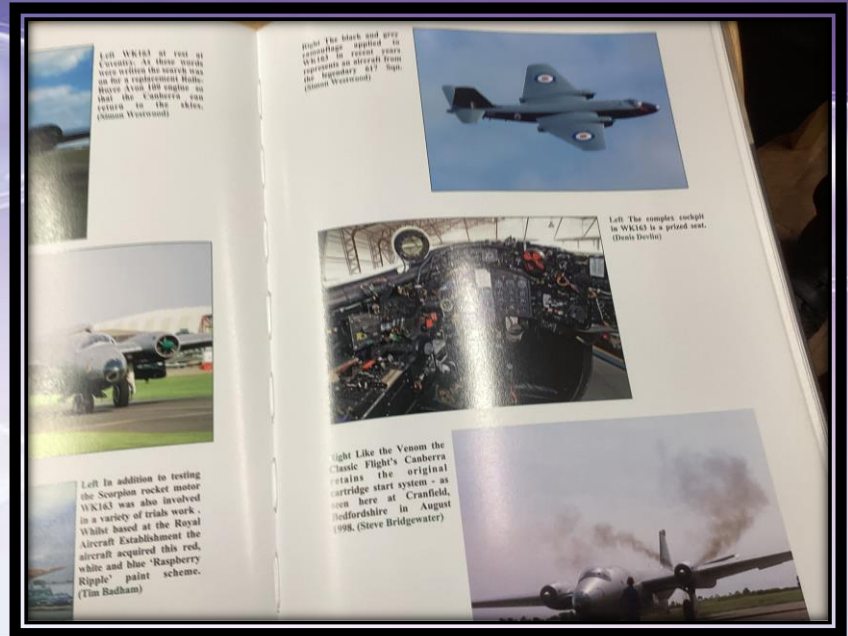 Left WK163 at rest at
Coventry. As these words
were written the search was
on for a replacement Rolls-
Royce Avon 109 engine so
that the Canberra can
return to the skies.
(Simon Westwood)
Left In addition to testing
the Scorpion rocket motor
WK163 was also involved
in a variety of trials work .
Whilst based at the Royal
Aircraft Establishment the
aircraft acquired this red,
white and blue 'Raspberry
Ripple' paint scheme.
(Tim Badham)
Right The black and grey
camouflage applied to
WK163 in recent years
represents an aircraft from
the legendary 617 Sqn.
(Simon Westwood)
Left The complex cockpit
in WK163 is a prized seat.
(Denis Devlin)
ight Like the Venom the
Classic Flight's Canberra
retains the original
cartridge start system - as
seen here at Cranfield,
Bedfordshire in August
1998. (Steve Bridgewater)